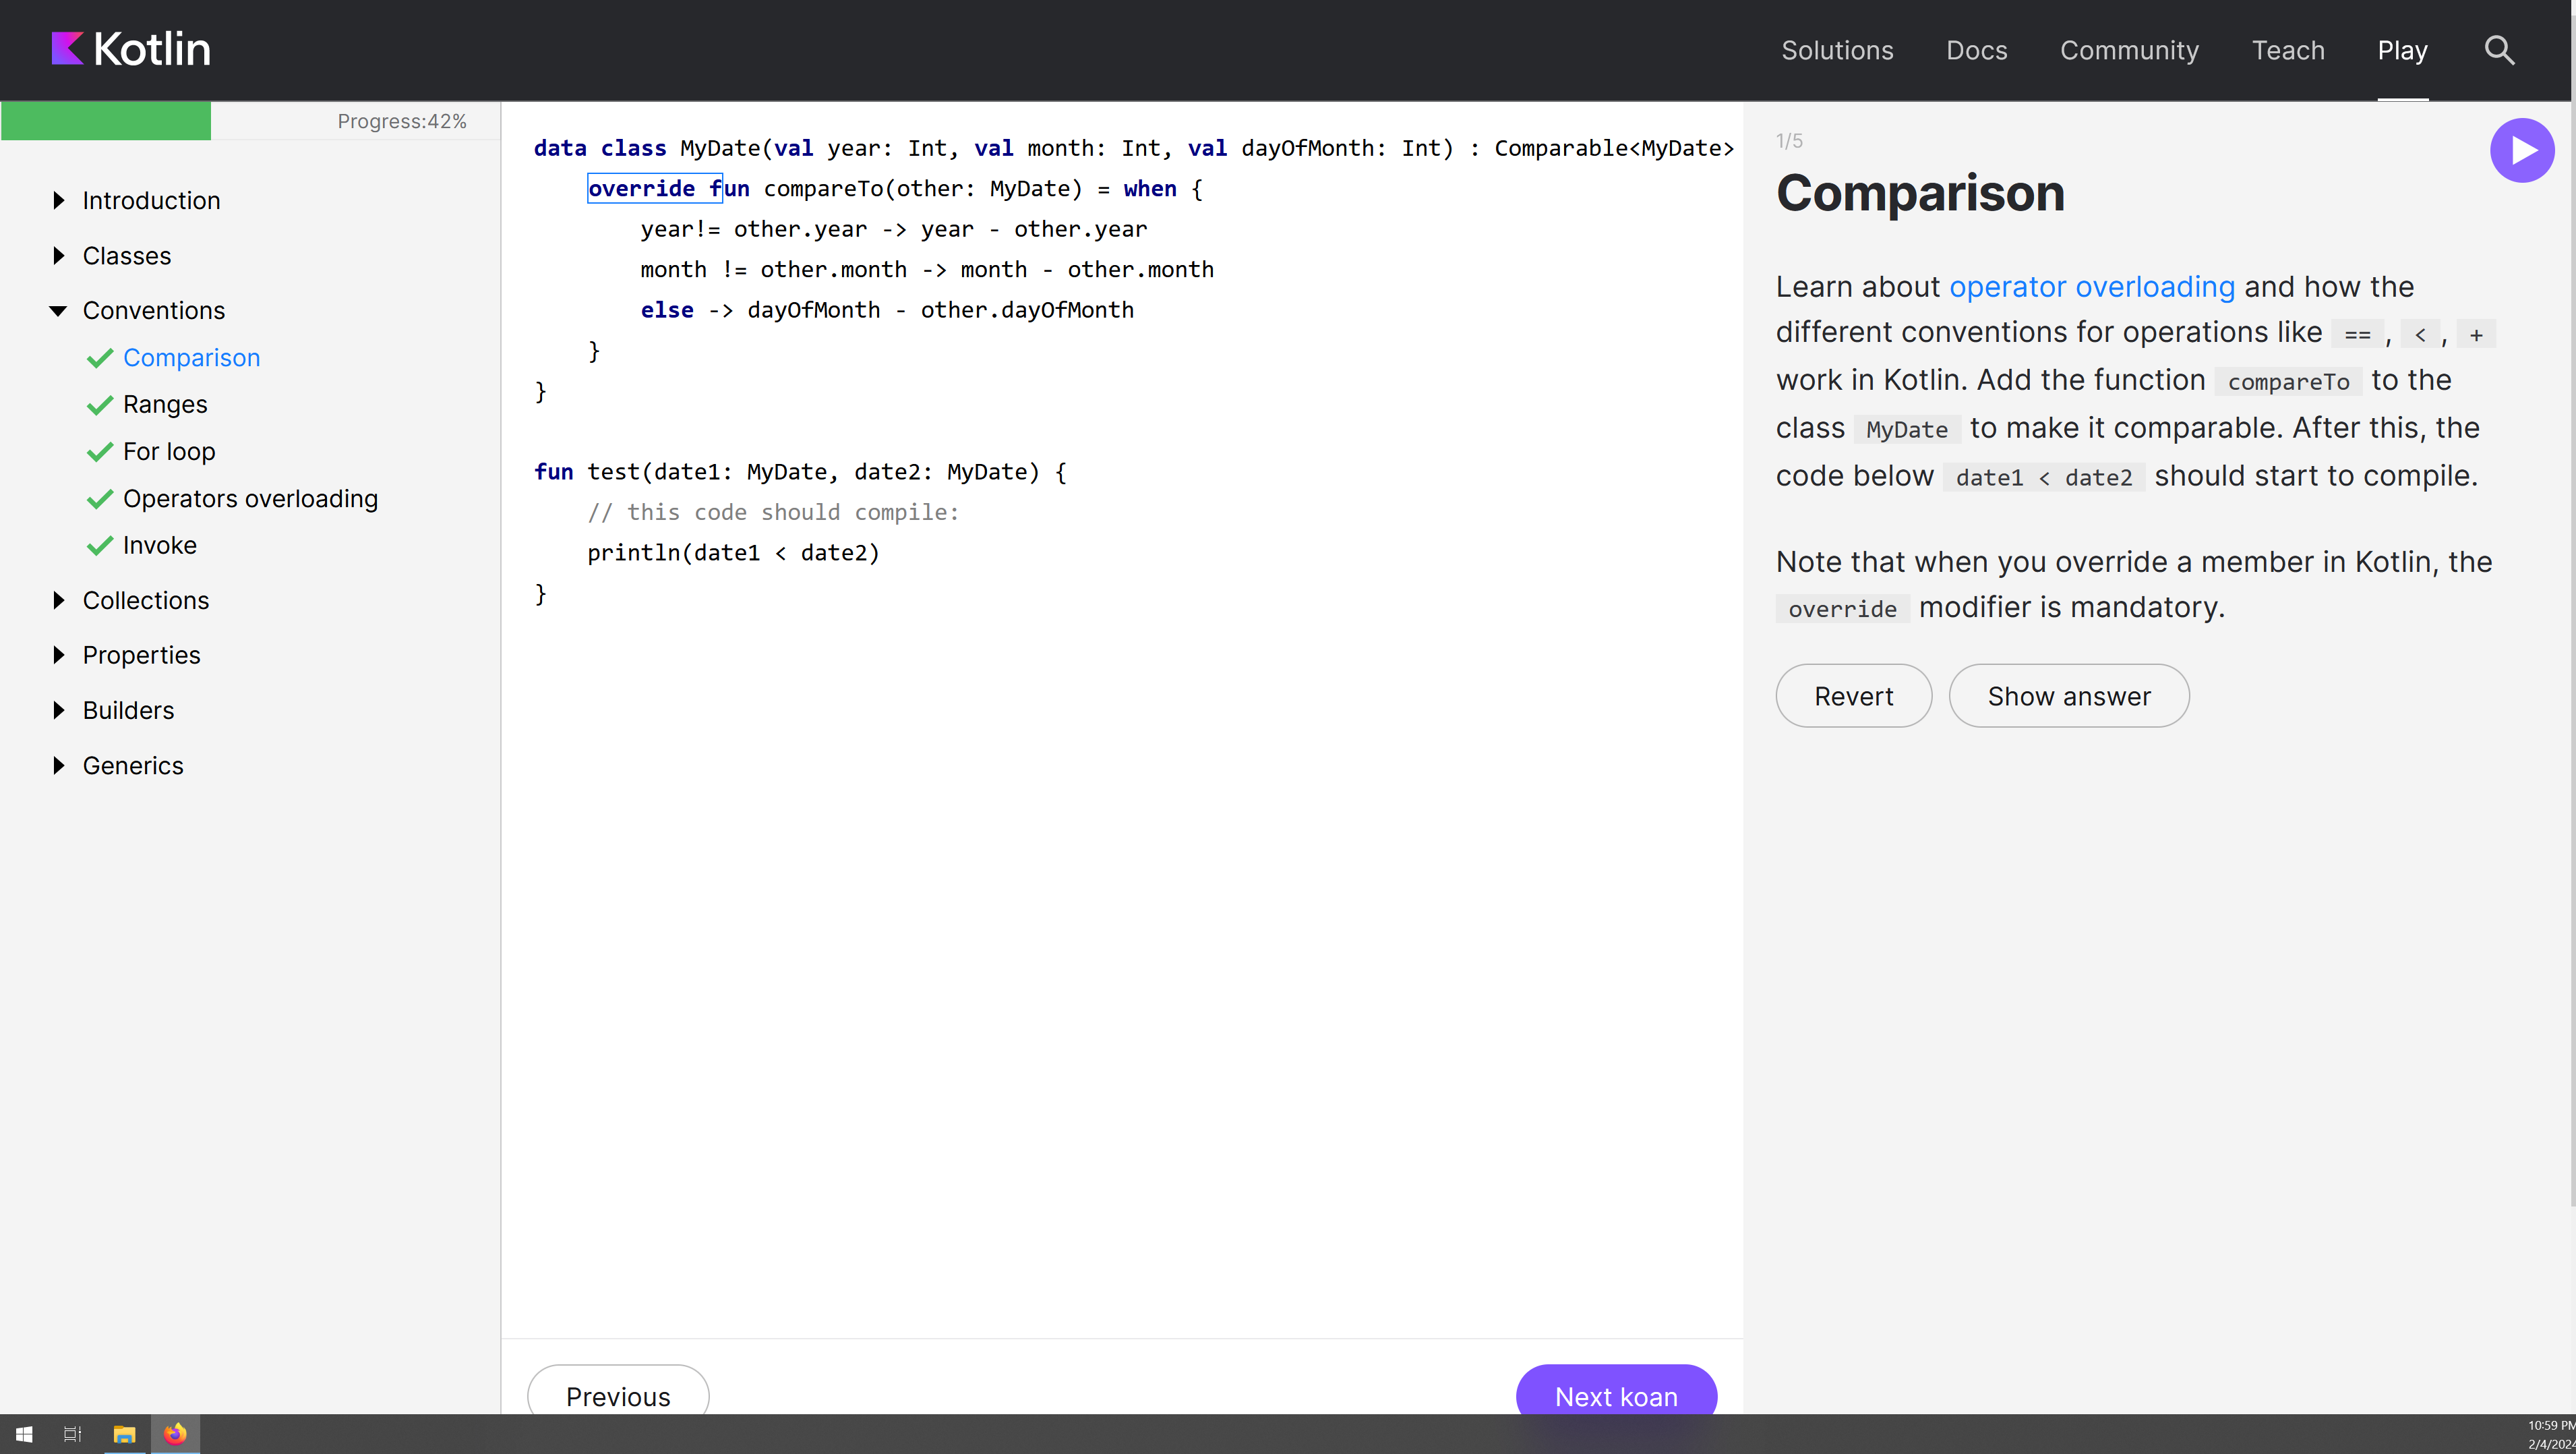 Kotlin
Solutions Docs Community Teach Play
Progress:42%
Introduction
Classes
Conventions
Comparison
Ranges
For loop
Operators overloading
Invoke
Collections
Properties
Builders
Generics
data class MyDate(val year: Int, val month: Int, val dayOfMonth: Int) : Comparable<MyDate>
override fun compareTo(other: MyDate) = when {
year!= other.year -> year - other.year
month != other.month -> month - other.month
else -> dayOfMonth - other.dayOfMonth
}
}
fun test(date1: MyDate, date2: MyDate) {
// this code should compile:
println(date1 < date2)
}
Previous
Next koan
1/5
Comparison
Learn about operator overloading and how the
different conventions for operations like == , < , +
work in Kotlin. Add the function compareTo to the
class MyDate to make it comparable. After this, the
code below date1 < date2 should start to compile.
Note that when you override a member in Kotlin, the
override modifier is mandatory.
Revert
Show answer
10:59 PM